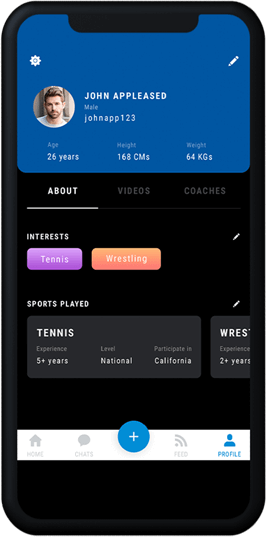 JOHN APPLEASED
Male
johnapp123
Age Height Weight
26 years 168 CMs 64 KGs
ABOUT VIDEOS COACHES
INTERESTS
Tennis Wrestling
SPORTS PLAYED
TENNIS WRES
Experience Level Participate in Experience
5+ years National California 2+ years
HOME CHATS FEED PROFILE